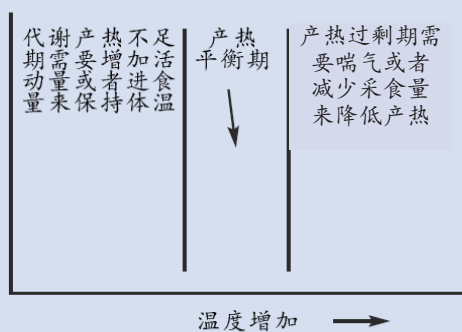 代谢产热不足
期需要增加活
动量或者进食
量来保持体温
产热
平衡期
产热过剩期需
要喘气或者
减少采食量
来降低产热
温度增加